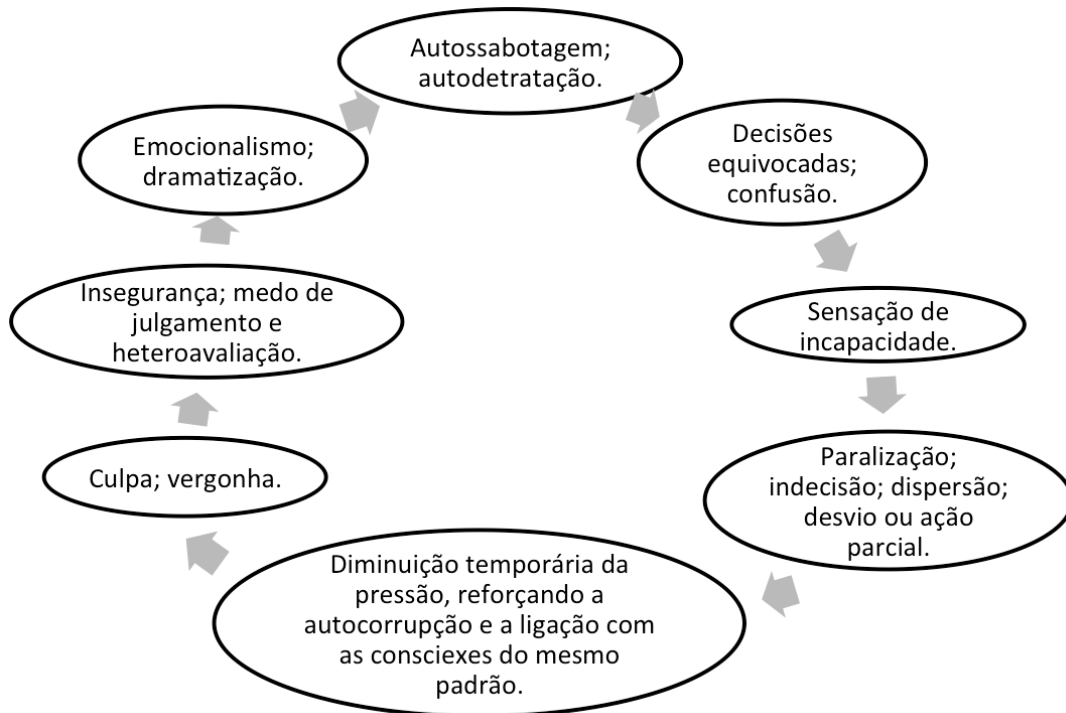 Autossabotagem;
autodetratação.
Decisões
equivocadas;
confusão.
Sensação de
incapacidade.
Paralização;
indecisão; dispersão;
desvio ou ação
parcial.
Diminuição temporária da
pressão, reforçando a
autocorrupção e a ligação com
as consciexes do mesmo
padrão.
Culpa; vergonha.
Insegurança; medo de
julgamento e
heteroavaliação.
Emocionalismo;
dramatização.